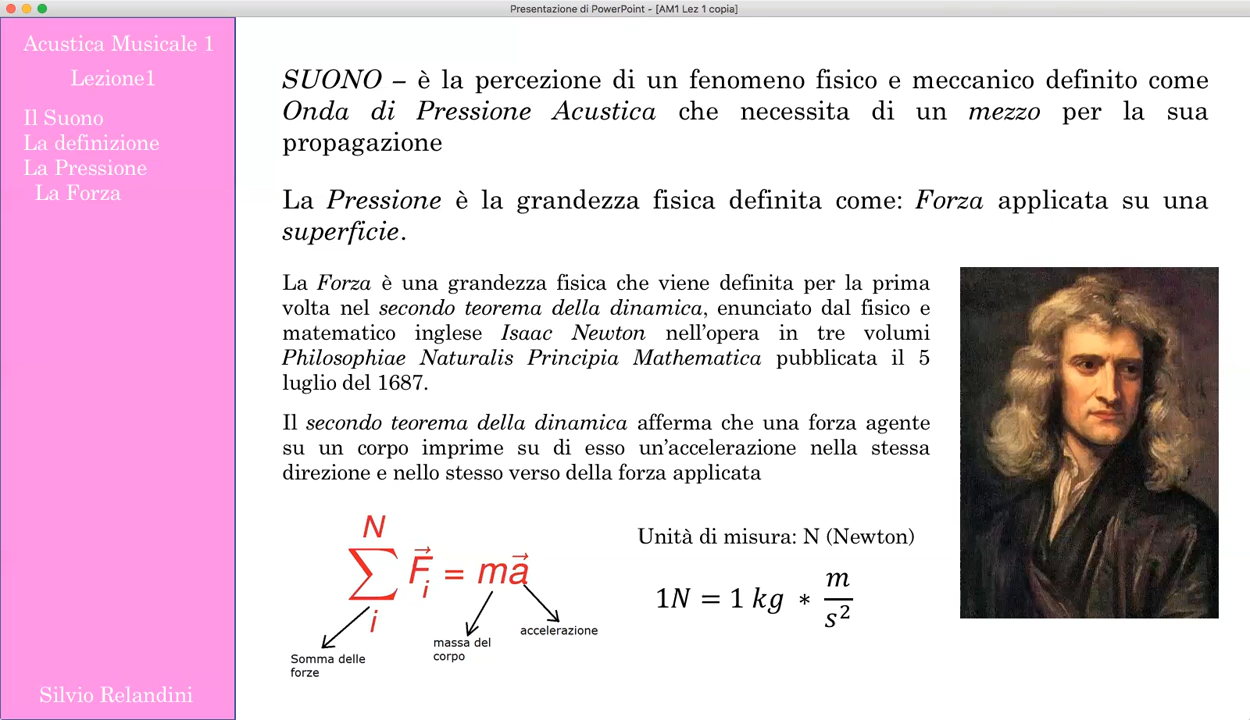 Presentazione di PowerPoint - [AM1 Lez 1 copia]
Acustica Musicale 1
Lezione1
Il Suono
La definizione
La Pressione
La Forza
Silvio Relandini
SUONO – è la percezione di un fenomeno fisico e meccanico definito come
Onda di Pressione Acustica che necessita di un mezzo per la sua
propagazione
La Pressione è la grandezza fisica definita come: Forza applicata su una
superficie.
La Forza è una grandezza fisica che viene definita per la prima
volta nel secondo teorema della dinamica, enunciato dal fisico e
matematico inglese Isaac Newton nell’opera in tre volumi
Philosophiae Naturalis Principia Mathematica pubblicata il 5
luglio del 1687.
Il secondo teorema della dinamica afferma che una forza agente
su un corpo imprime su di esso un’accelerazione nella stessa
direzione e nello stesso verso della forza applicata
N
∑ F⃗i = ma⃗
i
Somma delle
forze
massa del
corpo
accelerazione
Unità di misura: N (Newton)
1N = 1 kg * m/s²